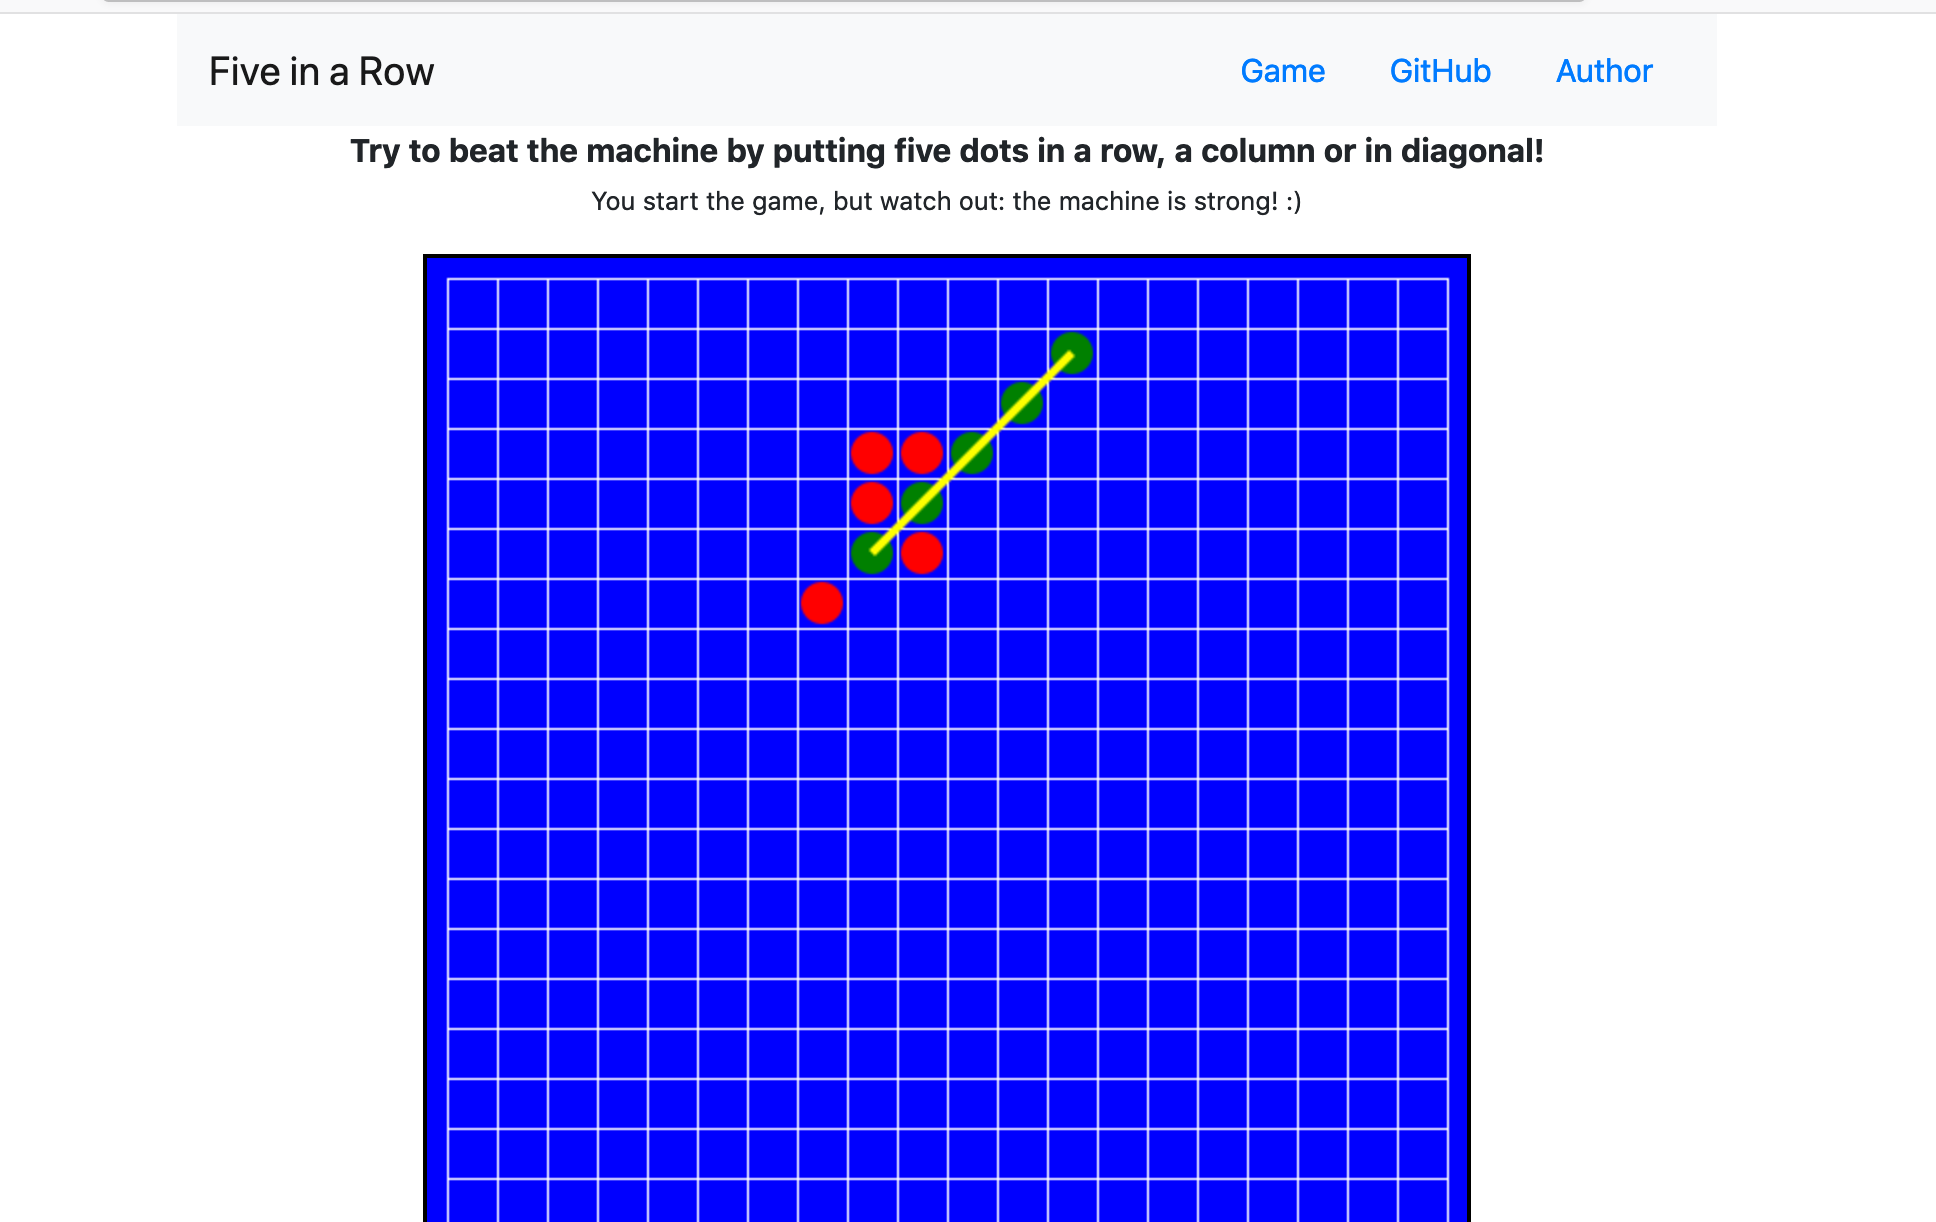 Five in a Row
Game GitHub Author
Try to beat the machine by putting five dots in a row, a column or in diagonal!
You start the game, but watch out: the machine is strong! :)